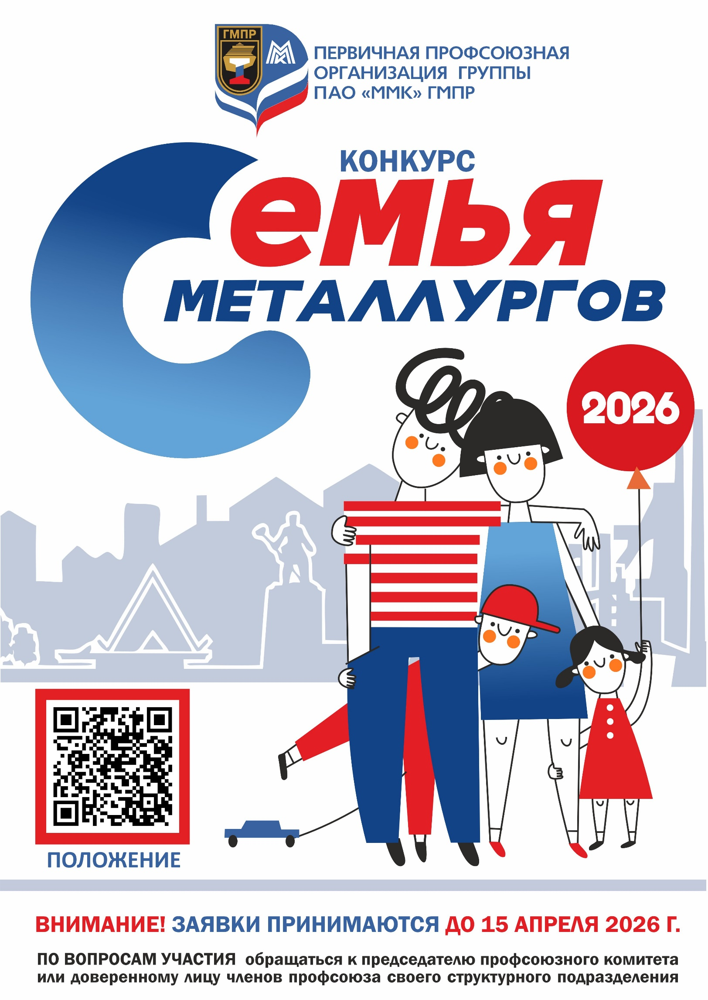 ГМПР
ММК
ПЕРВИЧНАЯ ПРОФСОЮЗНАЯ
ОРГАНИЗАЦИЯ ГРУППЫ
ПАО «ММК» ГМПР
КОНКУРС
Семья
МЕТАЛЛУРГОВ
2026
ПОЛОЖЕНИЕ
ВНИМАНИЕ! ЗАЯВКИ ПРИНИМАЮТСЯ ДО 15 АПРЕЛЯ 2026 Г.
ПО ВОПРОСАМ УЧАСТИЯ обращаться к председателю профсоюзного комитета
или доверенному лицу членов профсоюза своего структурного подразделения